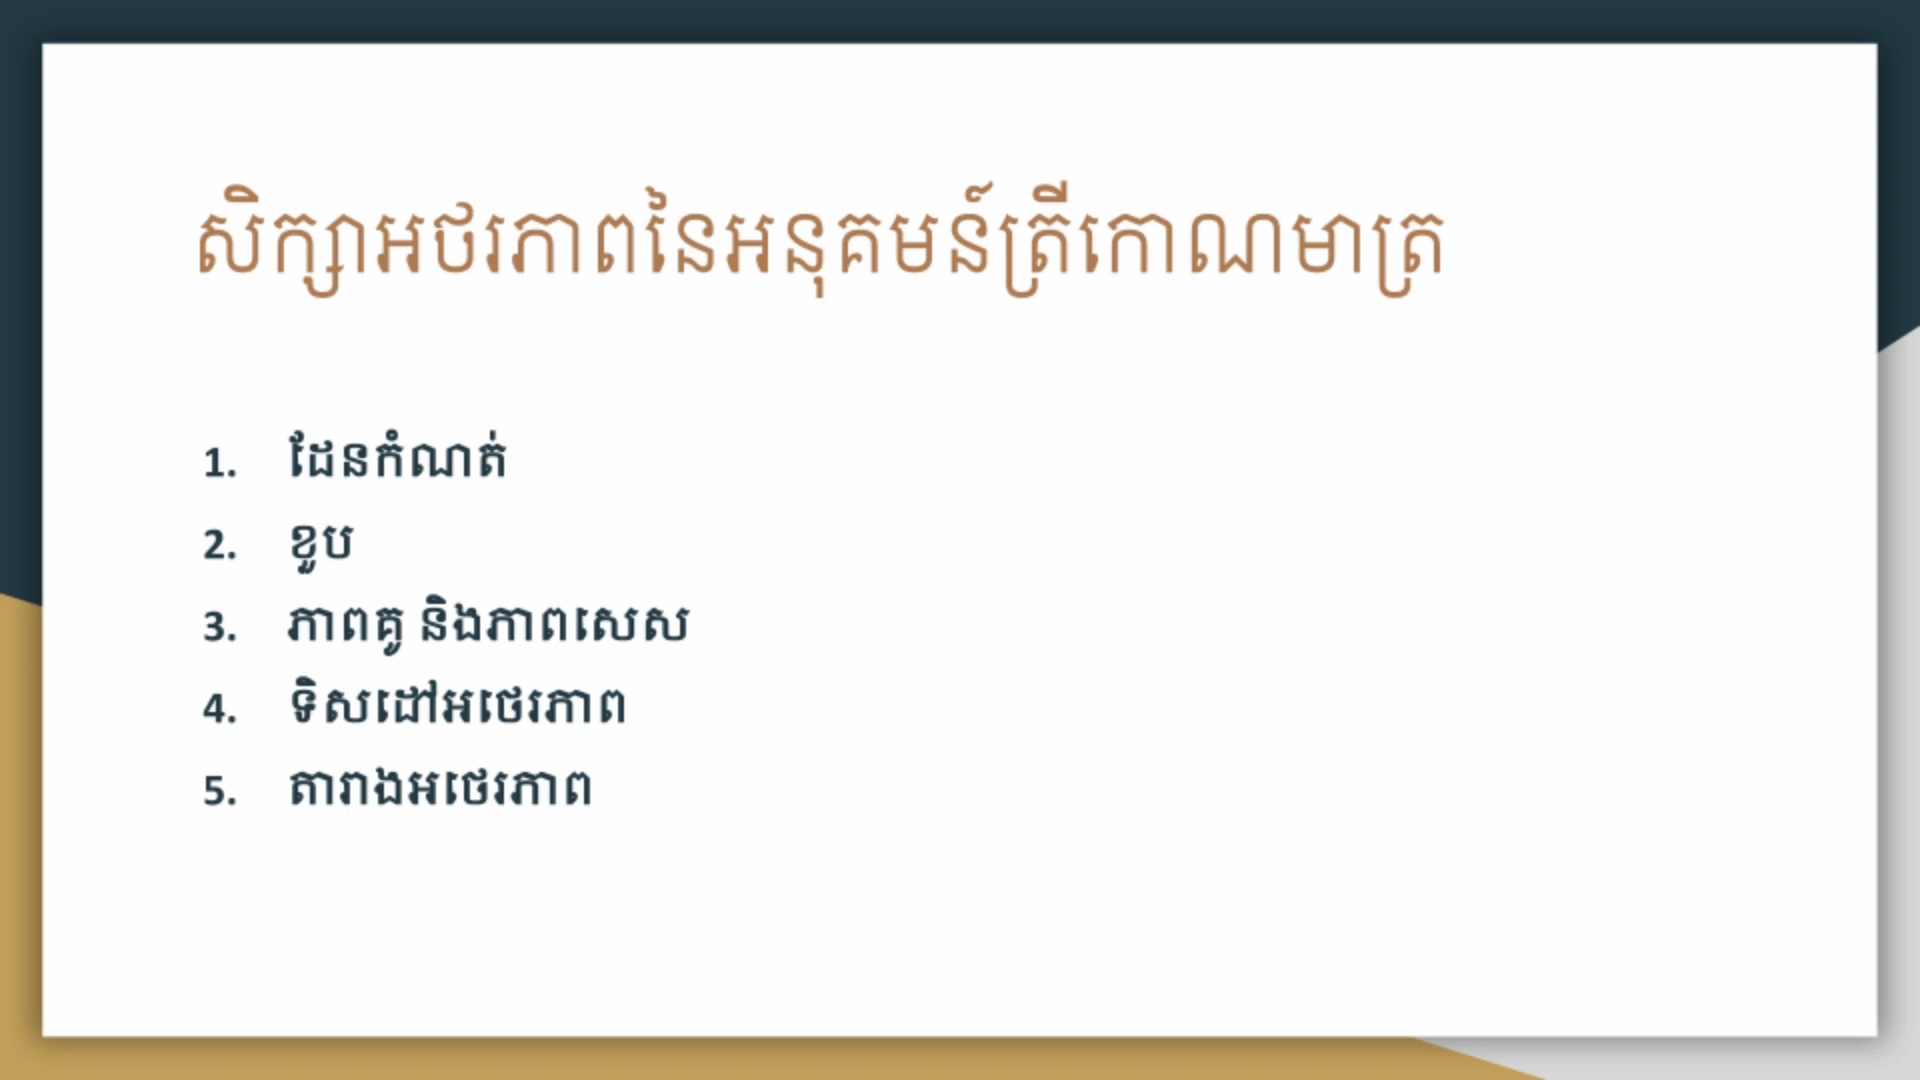 សិក្សាអថរភាពនៃអនុគមន៍ត្រីកោណមាត្រ
1. ដែនកំណត់
2. ខួប
3. ភាពគូ និងភាពសេស
4. ទិសដៅអថេរភាព
5. តារាងអថេរភាព